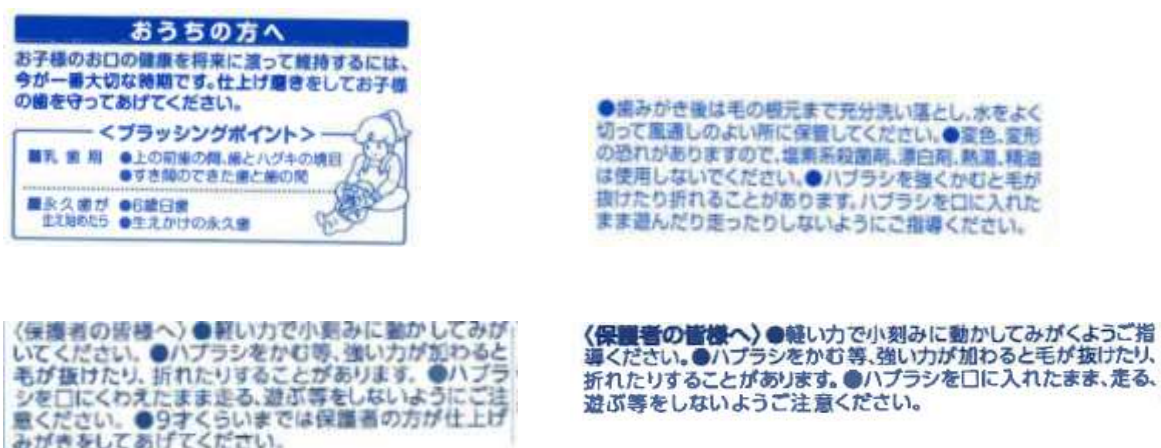 おうちの方へ
お子様のお口の健康を将来に渡って維持するには、
今が一番大切な時期です。仕上げ磨きをしてお子様
の歯を守ってあげてください。
<ブラッシングポイント>
■乳歯期 ●上の前歯の間、歯とハグキの境目
●すき間のできた歯と歯の間
■永久歯が ●6歳臼歯
生え始めたら ●生えかけの永久歯
●歯みがき後は毛の根元まで充分洗い落とし、水をよく
切って風通しのよい所に保管してください。●変色、変形
の恐れがありますので、塩素系殺菌剤、漂白剤、熱湯、精油
は使用しないでください。●ハブラシを強くかむと毛が
抜けたり折れることがあります。ハブラシを口に入れた
まま遊んだり走ったりしないようにご指導ください。
〈保護者の皆様へ〉●軽い力で小刻みに動かしてみが
いてください。●ハブラシをかむ等、強い力が加わると
毛が抜けたり、折れたりすることがあります。●ハブラ
シを口にくわえたまま走る、遊ぶ等をしないようにご注
意ください。●9才くらいまでは保護者の方が仕上げ
みがきをしてあげてください。
〈保護者の皆様へ〉●軽い力で小刻みに動かしてみがくようご指
導ください。●ハブラシをかむ等、強い力が加わると毛が抜けたり、
折れたりすることがあります。●ハブラシを口に入れたまま、走る、
遊ぶ等をしないようご注意ください。